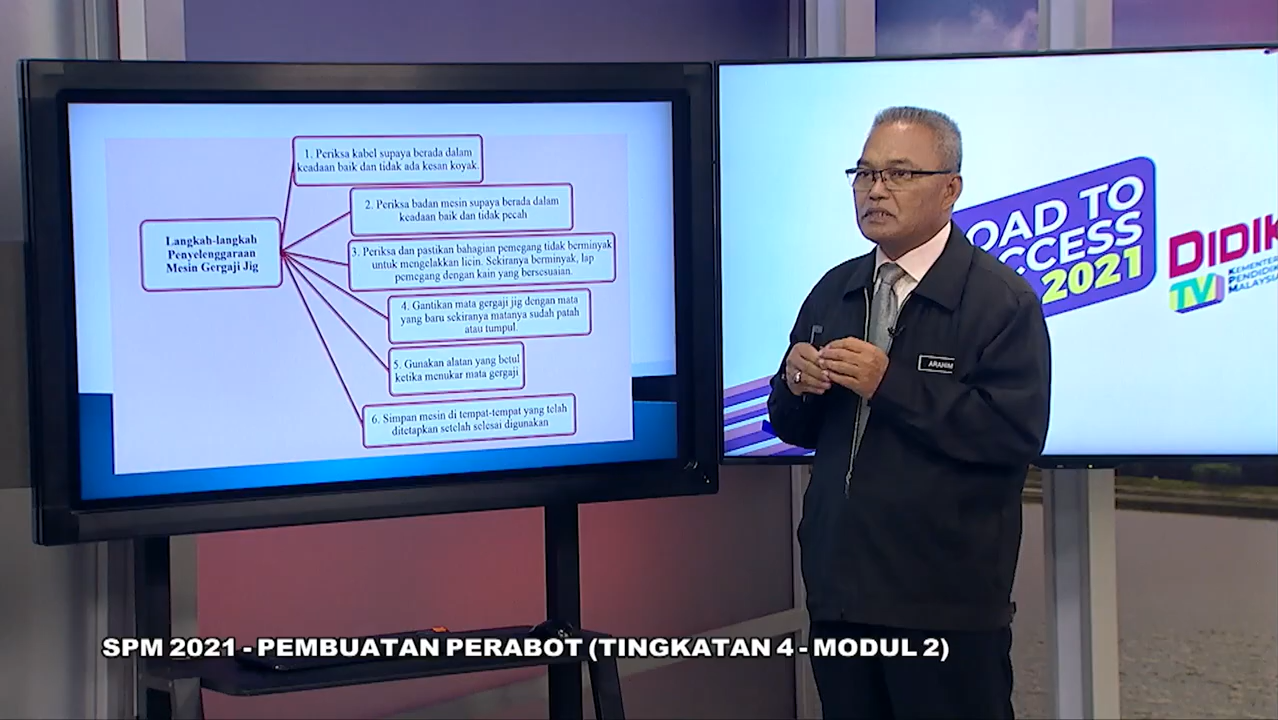 Langkah-langkah
Penyelenggaraan
Mesin Gergaji Jig
1. Periksa kabel supaya berada dalam
keadaan baik dan tidak ada kesan koyak.
2. Periksa badan mesin supaya berada dalam
keadaan baik dan tidak pecah
3. Periksa dan pastikan bahagian pemegang tidak berminyak
untuk mengelakkan licin. Sekiranya berminyak, lap
pemegang dengan kain yang bersesuaian.
4. Gantikan mata gergaji jig dengan mata
yang baru sekiranya matanya sudah patah
atau tumpul.
5. Gunakan alatan yang betul
ketika menukar mata gergaji
6. Simpan mesin di tempat-tempat yang telah
ditetapkan setelah selesai digunakan
OAD TO
CCESS
2021
DIDIK
TV
KEMENTER
PENDIDIK
MALAYSIA
ARAHIM
SPM 2021 - PEMBUATAN PERABOT (TINGKATAN 4 - MODUL 2)